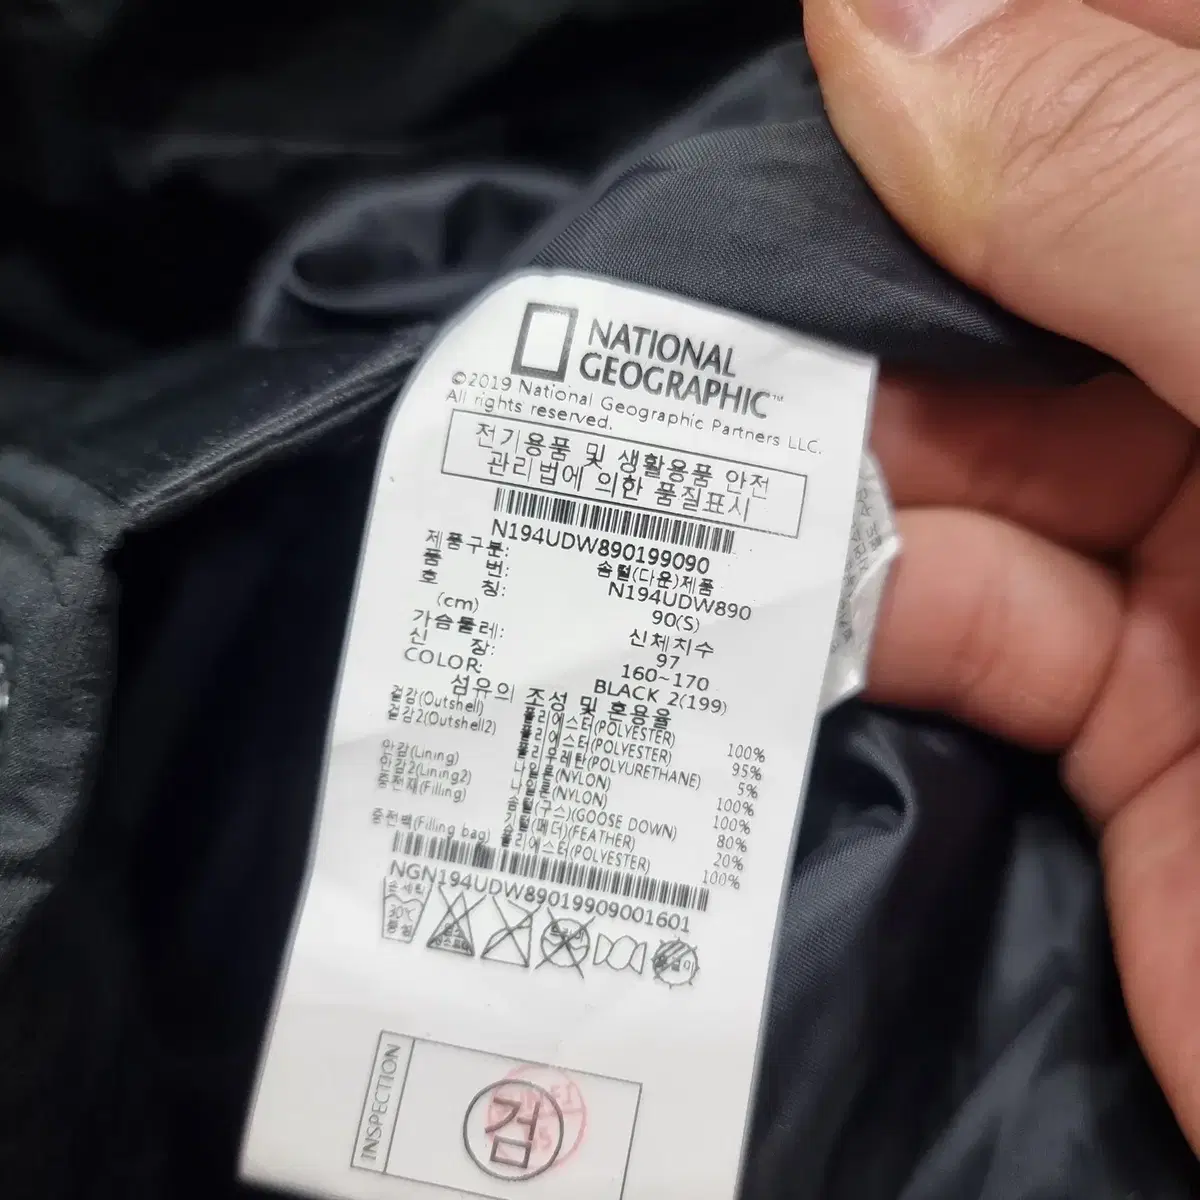 NATIONAL
GEOGRAPHIC™
©2019 National Geographic Partners LLC.
All rights reserved.
전기용품 및 생활용품 안전
관리법에 의한 품질표시
N194UDW890199090
제품구분: 솜털(다운)제품
품 번: N194UDW890
호 칭: 90(S)
(cm) 신체치수
가슴둘레: 97
신 장: 160~170
COLOR: BLACK 2(199)
섬유의 조성 및 혼용율
겉감(Outshell) 폴리에스터(POLYESTER) 100%
겉감2(Outshell2) 폴리에스터(POLYESTER) 95%
폴리우레탄(POLYURETHANE) 5%
안감(Lining) 나일론(NYLON) 100%
안감2(Lining2) 나일론(NYLON) 100%
충전재(Filling) 솜털(구스)(GOOSE DOWN) 80%
깃털(페더)(FEATHER) 20%
충전백(Filling bag) 폴리에스터(POLYESTER) 100%
NGN194UDW89019909001601
손세탁
30℃
중성
INSPECTION
검